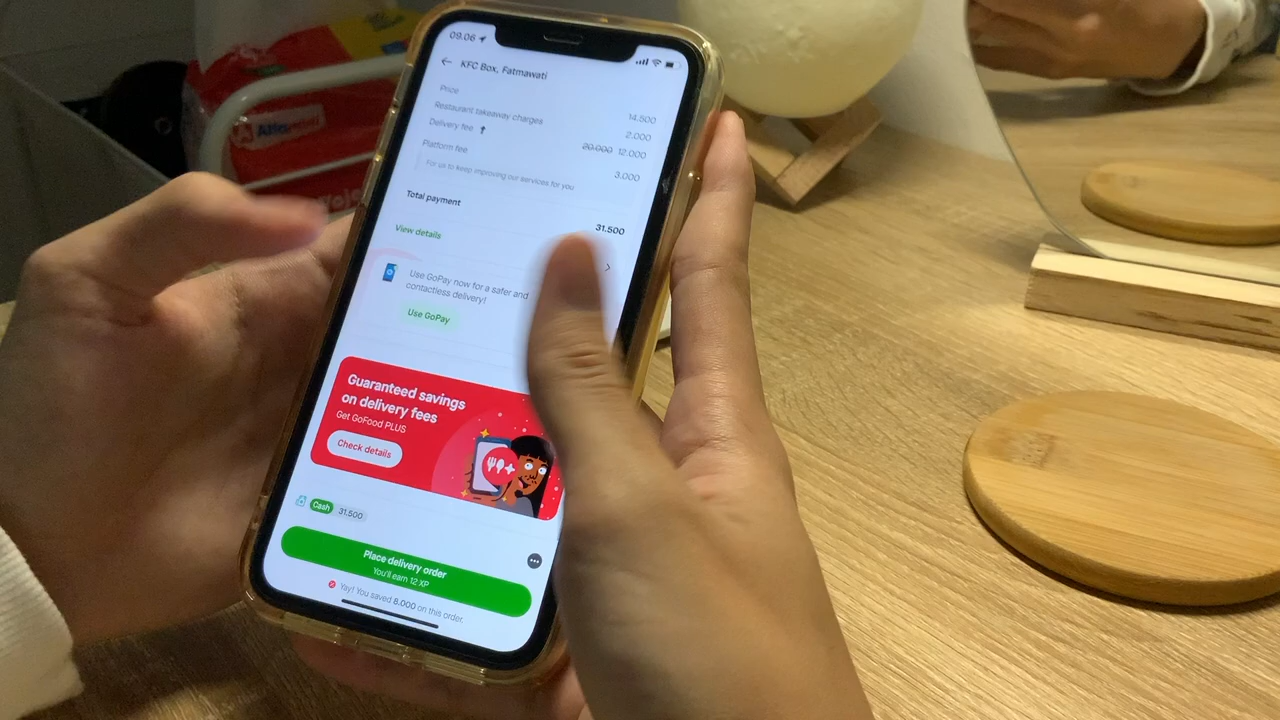 09.06
KFC Box, Fatmawati
Price 14.500
Restaurant takeaway charges 2.000
Delivery fee 20.000 12.000
Platform fee 3.000
For us to keep improving our services for you
Total payment 31.500
View details
Use GoPay now for a safer and
contactless delivery!
Use GoPay
Guaranteed savings
on delivery fees
Get GoFood PLUS
Check details
Cash 31.500
Place delivery order
You'll earn 12 XP
Yay! You saved 8.000 on this order.